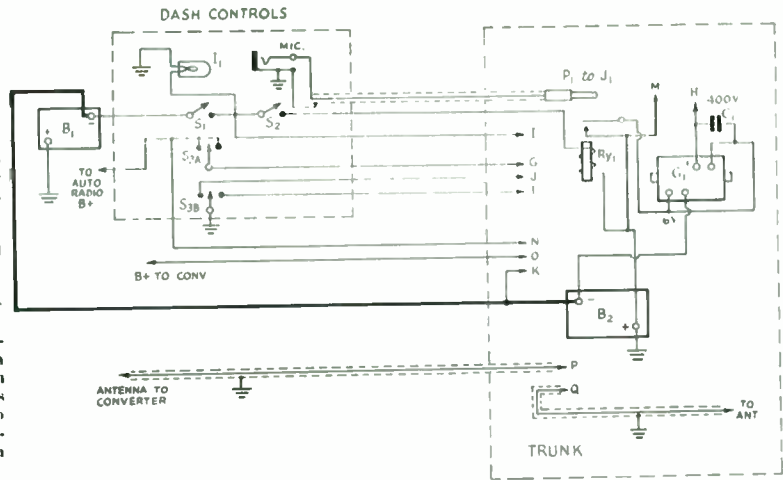 DASH CONTROLS
I₁
MIC.
P₁ to J₁
M
H
400V
C₁
B₁
-
+
S₁
S₂
I
Ry₁
G₁
TO
AUTO
RADIO
B+
S3A
G
J
S3B
6V
N
O
B+ TO CONV
K
-
B₂
+
P
ANTENNA TO
CONVERTER
Q
TO
ANT
TRUNK